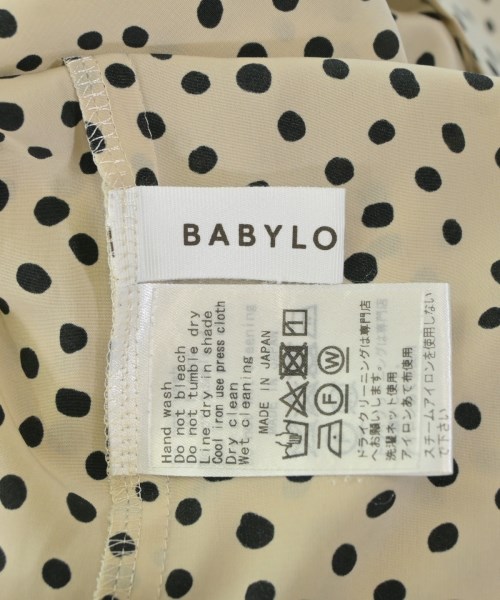 BABYLO
Hand wash
Do not bleach
Do not tumble dry
Line dry in shade
Cool iron use press cloth
Dry clean
Wet cleaning
MADE IN JAPAN
F W
ドライクリーニングは専門店
へお願いします。
洗濯ネット使用
アイロンあて布使用
スチームアイロンを使用しない
で下さい